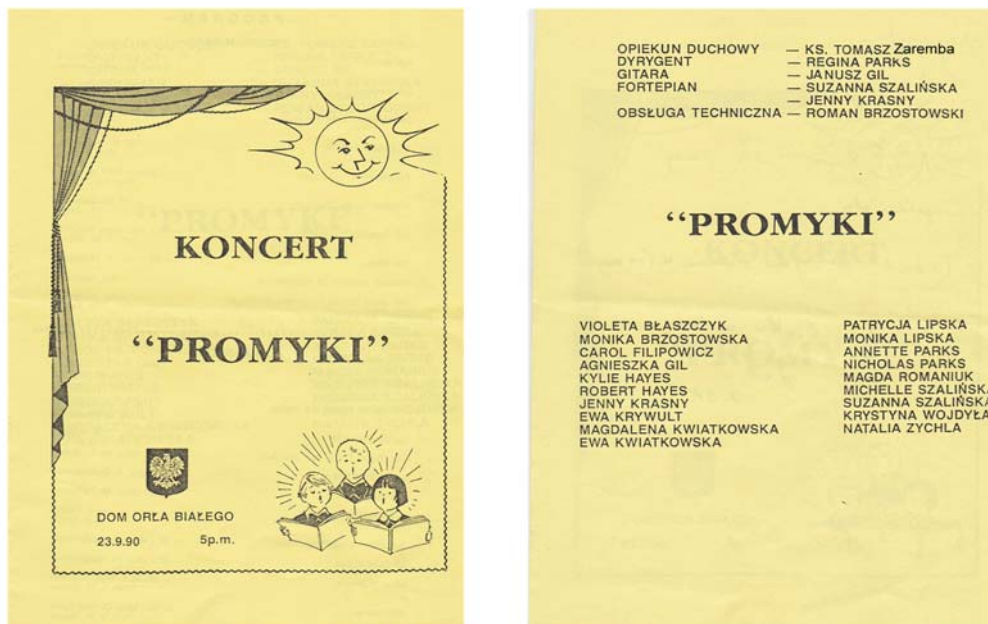 KONCERT
“PROMYKI”
DOM ORŁA BIAŁEGO
23.9.90 5p.m.
OPIEKUN DUCHOWY — KS. TOMASZ Zaremba
DYRYGENT — REGINA PARKS
GITARA — JANUSZ GIL
FORTEPIAN — SUZANNA SZALIŃSKA
— JENNY KRASNY
OBSŁUGA TECHNICZNA — ROMAN BRZOSTOWSKI
“PROMYKI”
VIOLETA BŁASZCZYK
MONIKA BRZOSTOWSKA
CAROL FILIPOWICZ
AGNIESZKA GIL
KYLIE HAYES
ROBERT HAYES
JENNY KRASNY
EWA KRYWULT
MAGDALENA KWIATKOWSKA
EWA KWIATKOWSKA
PATRYCJA LIPSKA
MONIKA LIPSKA
ANNETTE PARKS
NICHOLAS PARKS
MAGDA ROMANIUK
MICHELLE SZALIŃSKA
SUZANNA SZALIŃSKA
KRYSTYNA WOJDYŁA
NATALIA ZYCHLA